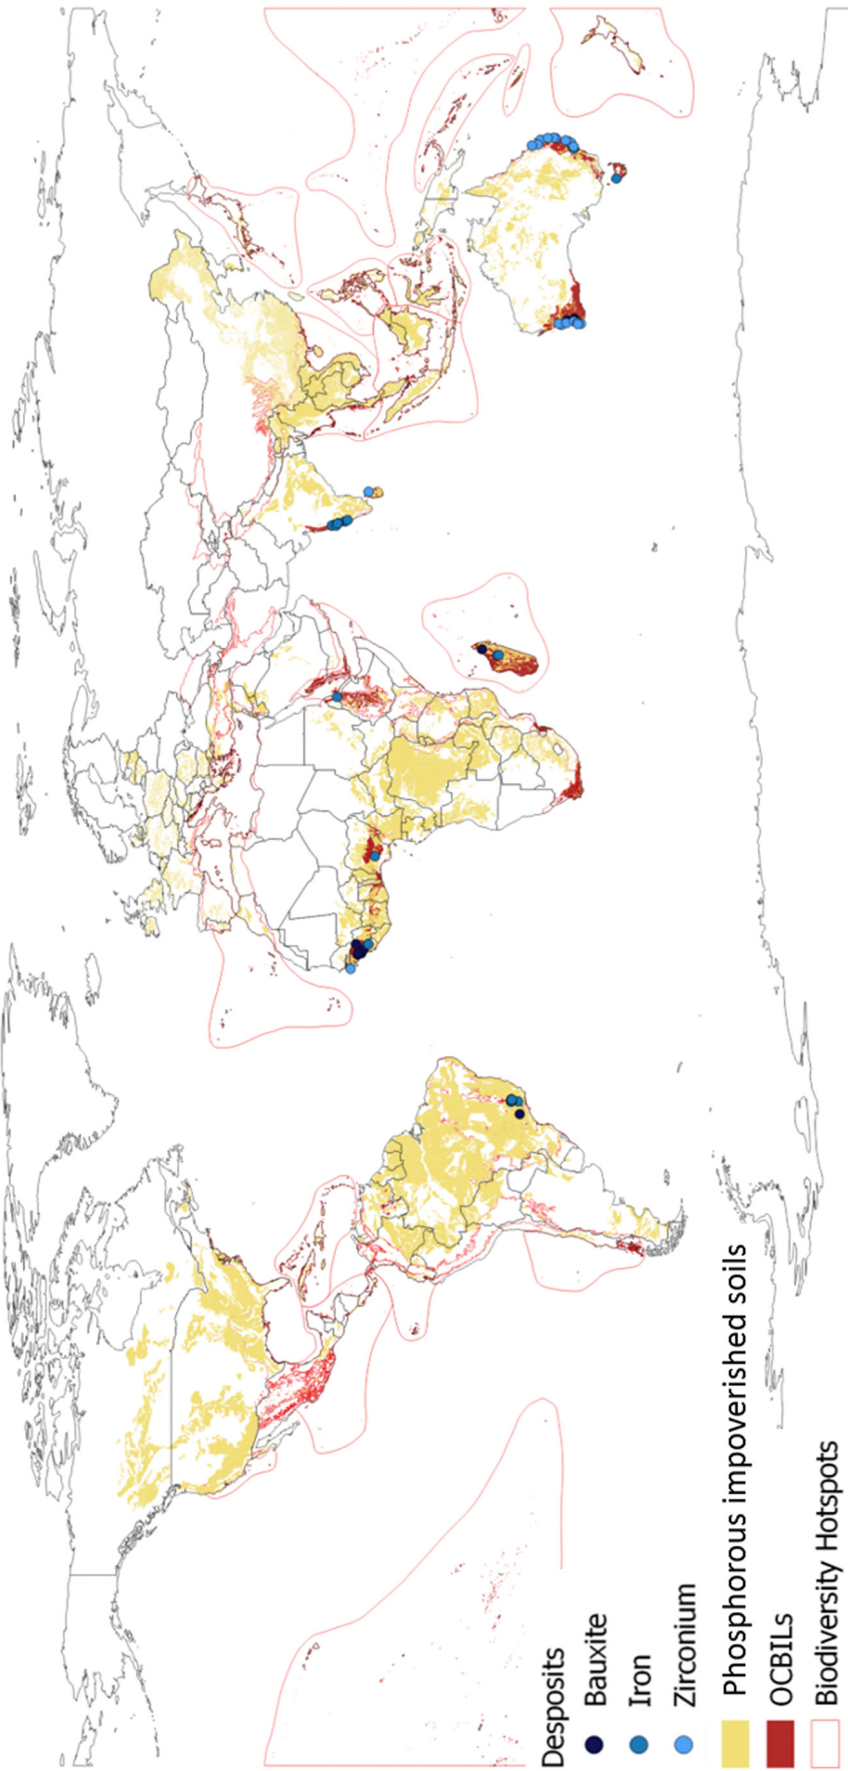 Desposits
Bauxite
Iron
Zirconium
Phosphorous impoverished soils
OCBILs
Biodiversity Hotspots